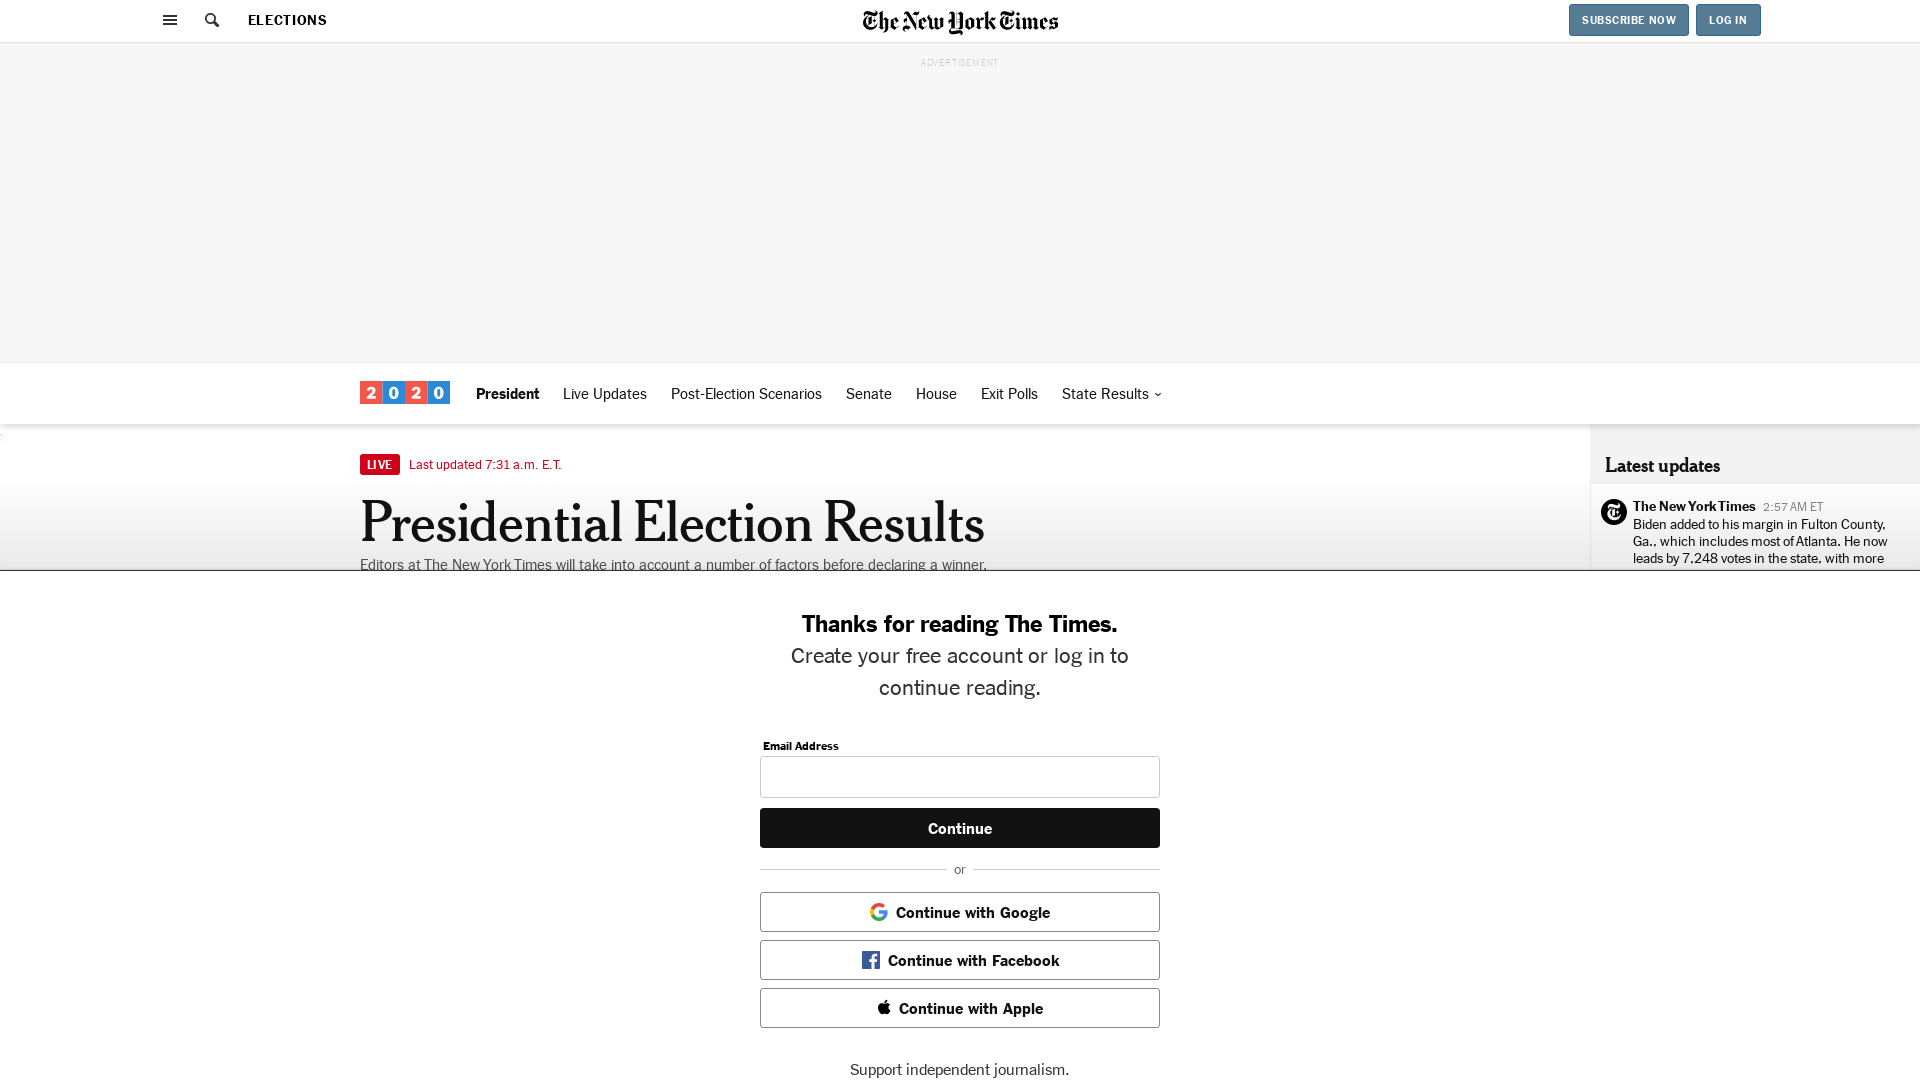 ELECTIONS
The New York Times
SUBSCRIBE NOW
LOG IN
ADVERTISEMENT
2020
President
Live Updates
Post-Election Scenarios
Senate
House
Exit Polls
State Results
LIVE
Last updated 7:31 a.m. E.T.
Presidential Election Results
Editors at The New York Times will take into account a number of factors before declaring a winner.
Latest updates
The New York Times 2:57 AM ET
Biden added to his margin in Fulton County,
Ga., which includes most of Atlanta. He now
leads by 7,248 votes in the state, with more
Thanks for reading The Times.
Create your free account or log in to
continue reading.
Email Address
Continue
or
Continue with Google
Continue with Facebook
Continue with Apple
Support independent journalism.